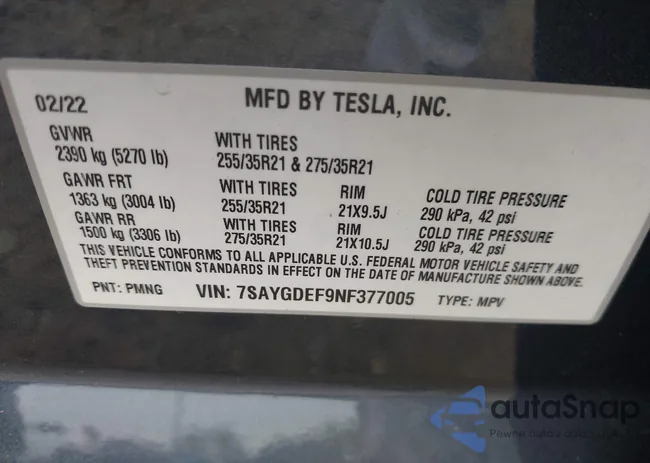 02/22 MFD BY TESLA, INC.
GVWR WITH TIRES
2390 kg (5270 lb) 255/35R21 & 275/35R21
GAWR FRT WITH TIRES RIM COLD TIRE PRESSURE
1363 kg (3004 lb) 255/35R21 21X9.5J 290 kPa, 42 psi
GAWR RR WITH TIRES RIM COLD TIRE PRESSURE
1500 kg (3306 lb) 275/35R21 21X10.5J 290 kPa, 42 psi
THIS VEHICLE CONFORMS TO ALL APPLICABLE U.S. FEDERAL MOTOR VEHICLE SAFETY AND
THEFT PREVENTION STANDARDS IN EFFECT ON THE DATE OF MANUFACTURE SHOWN ABOVE.
PNT: PMNG VIN: 7SAYGDEF9NF377005 TYPE: MPV
autaSnap
Pewne auta